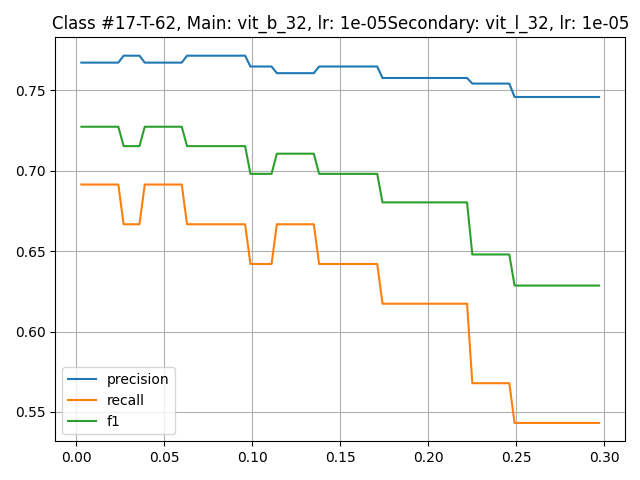 Class #17-T-62, Main: vit_b_32, lr: 1e-05Secondary: vit_l_32, lr: 1e-05
0.75
0.70
0.65
0.60
0.55
precision
recall
f1
0.00 0.05 0.10 0.15 0.20 0.25 0.30